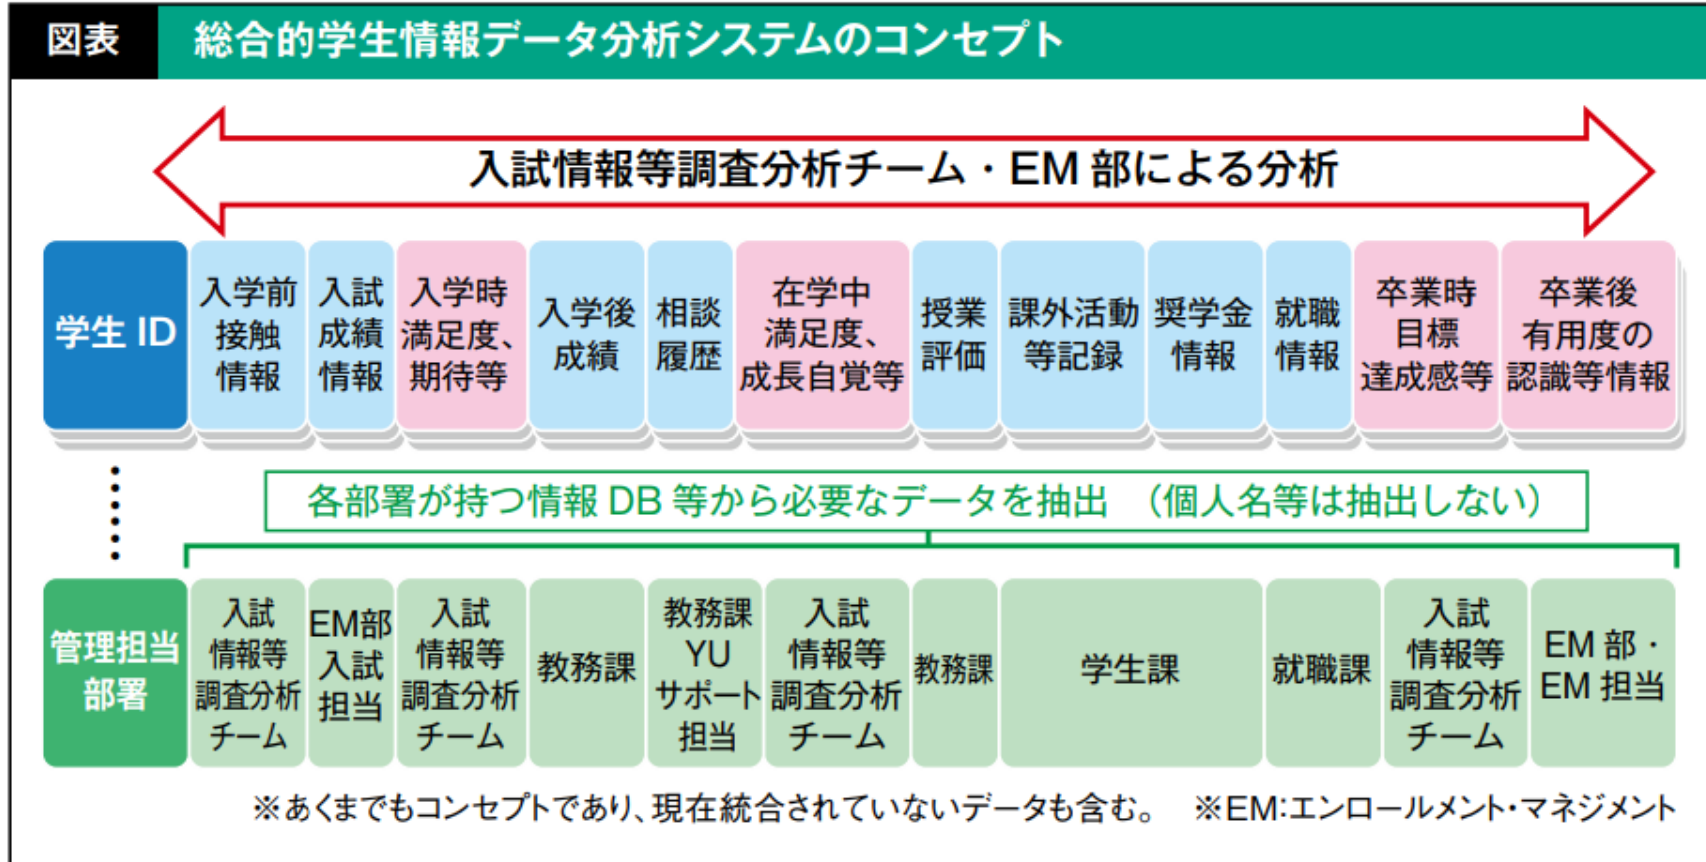 図表
総合的学生情報データ分析システムのコンセプト
入試情報等調査分析チーム・EM 部による分析
学生 ID
入学前
接触
情報
入試
成績
情報
入学時
満足度、
期待等
入学後
成績
相談
履歴
在学中
満足度、
成長自覚等
授業
評価
課外活動
等記録
奨学金
情報
就職
情報
卒業時
目標
達成感等
卒業後
有用度の
認識等情報
各部署が持つ情報 DB 等から必要なデータを抽出 （個人名等は抽出しない）
管理担当
部署
入試
情報等
調査分析
チーム
EM部
入試
担当
入試
情報等
調査分析
チーム
教務課
教務課
YU
サポート
担当
入試
情報等
調査分析
チーム
教務課
学生課
就職課
入試
情報等
調査分析
チーム
EM 部・
EM 担当
※あくまでもコンセプトであり、現在統合されていないデータも含む。 ※EM：エンロールメント・マネジメント